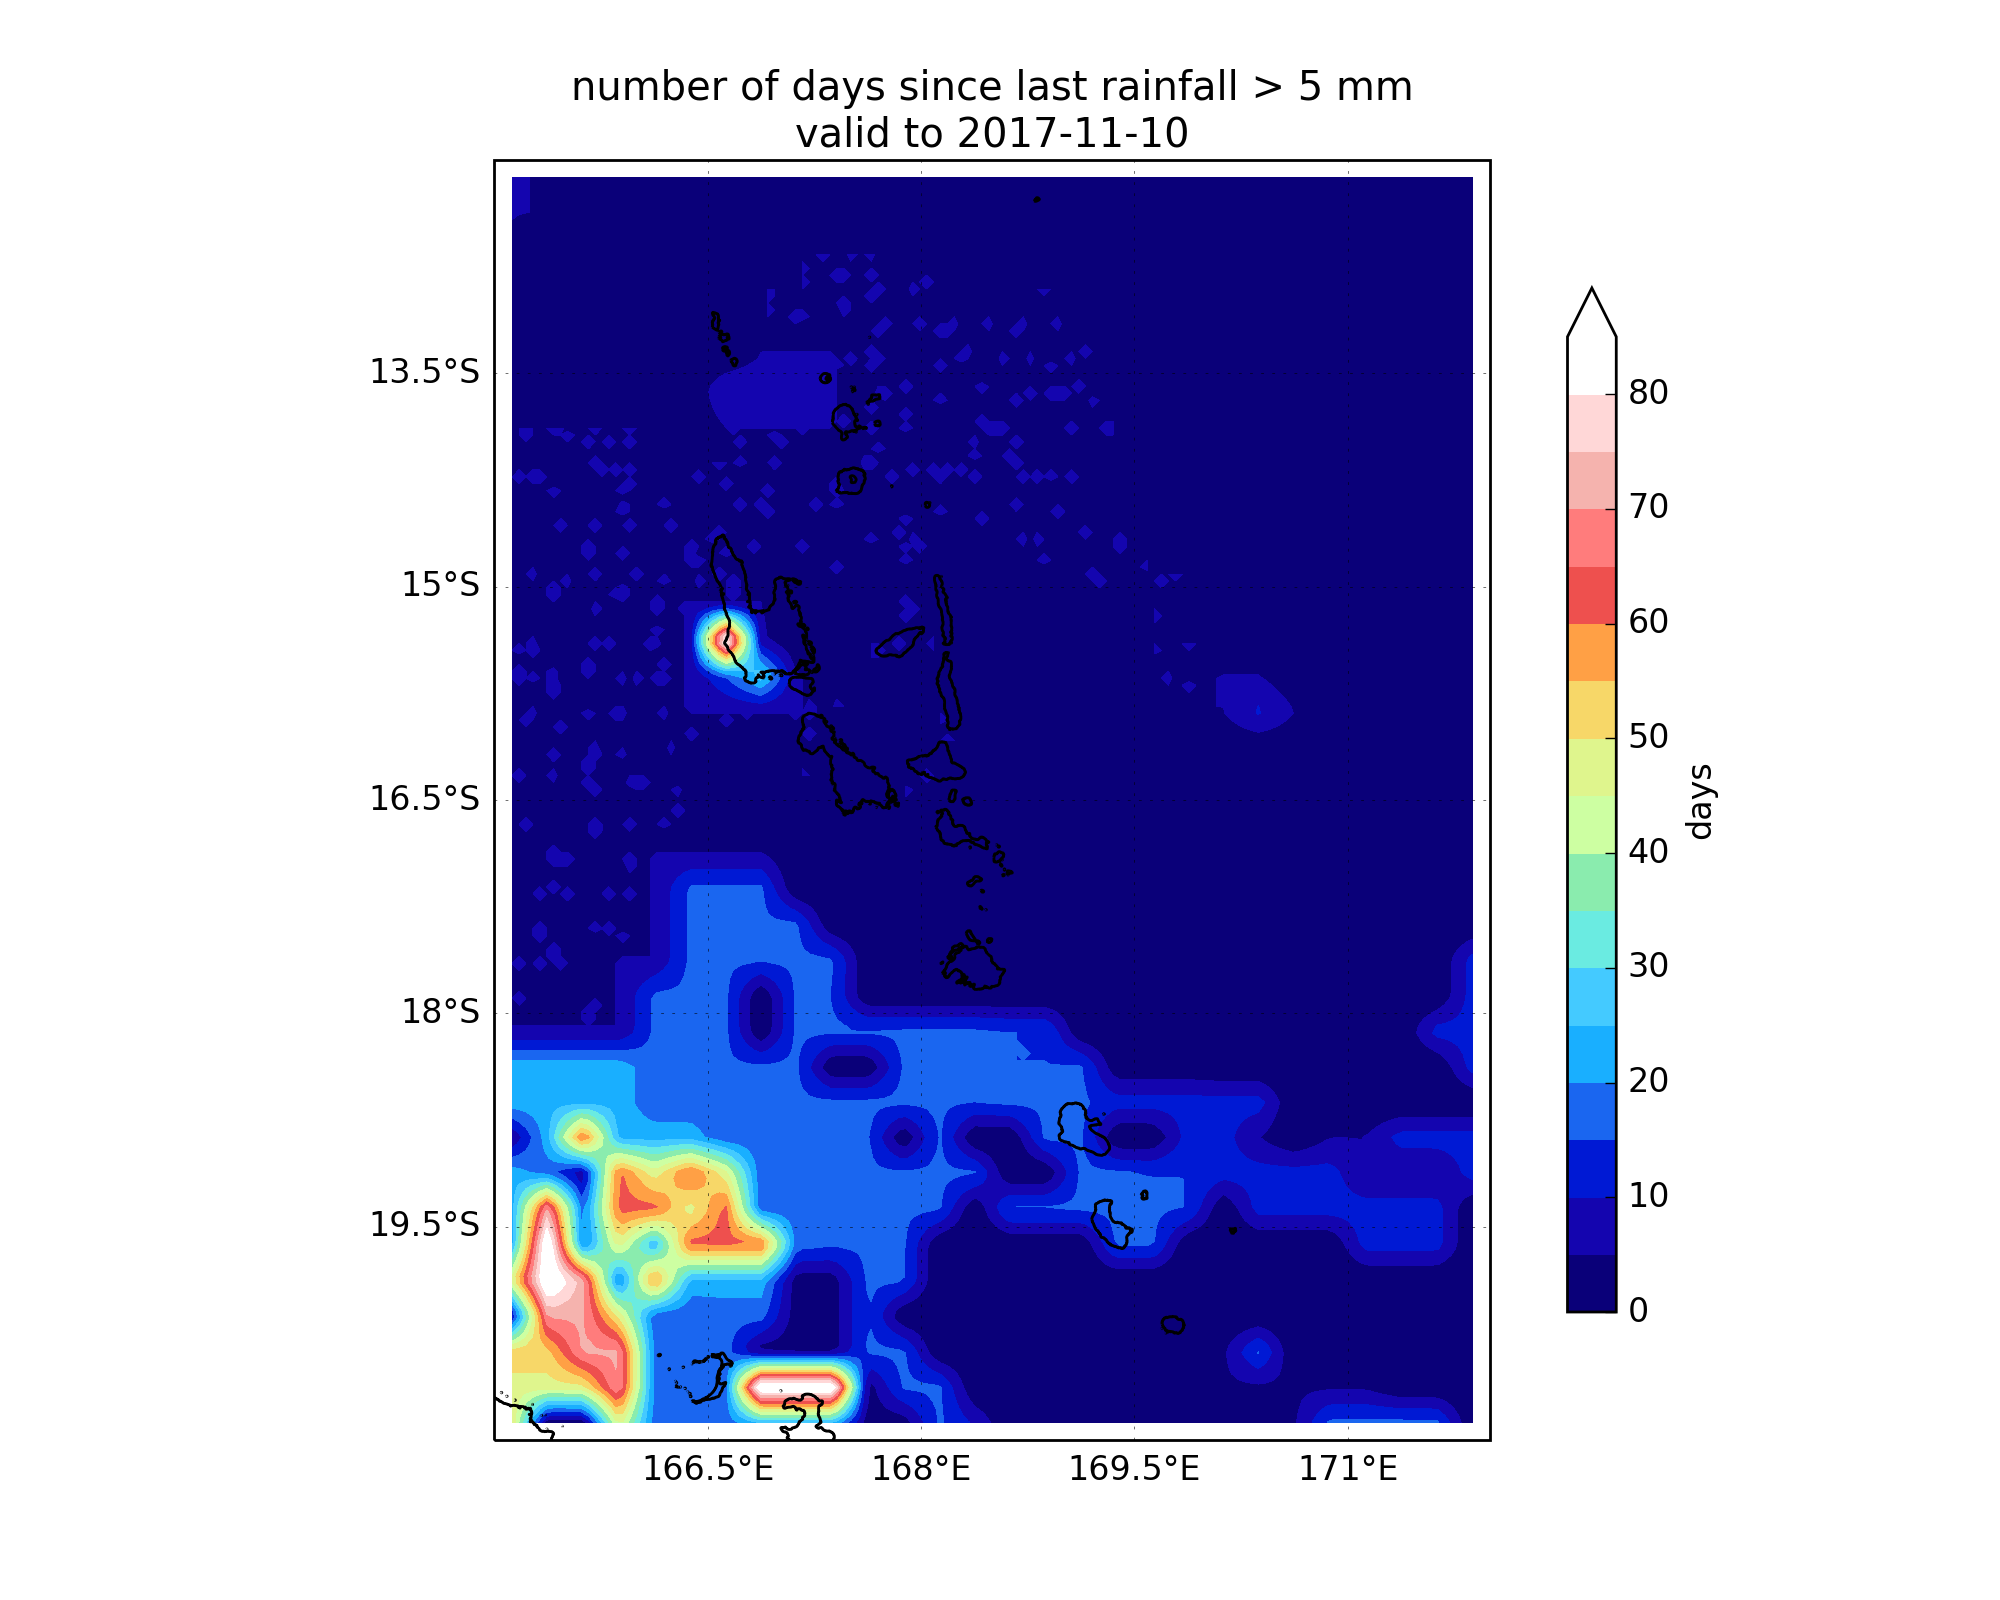 number of days since last rainfall > 5 mm
valid to 2017-11-10
13.5°S
15°S
16.5°S
18°S
19.5°S
166.5°E
168°E
169.5°E
171°E
80
70
60
50
40
30
20
10
0
days